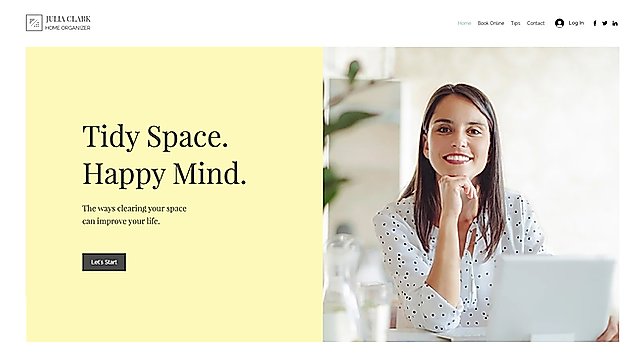 JULIA CLARK
HOME ORGANIZER
Home Book Online Tips Contact Log In
Tidy Space.
Happy Mind.
The ways clearing your space
can improve your life.
Let's Start